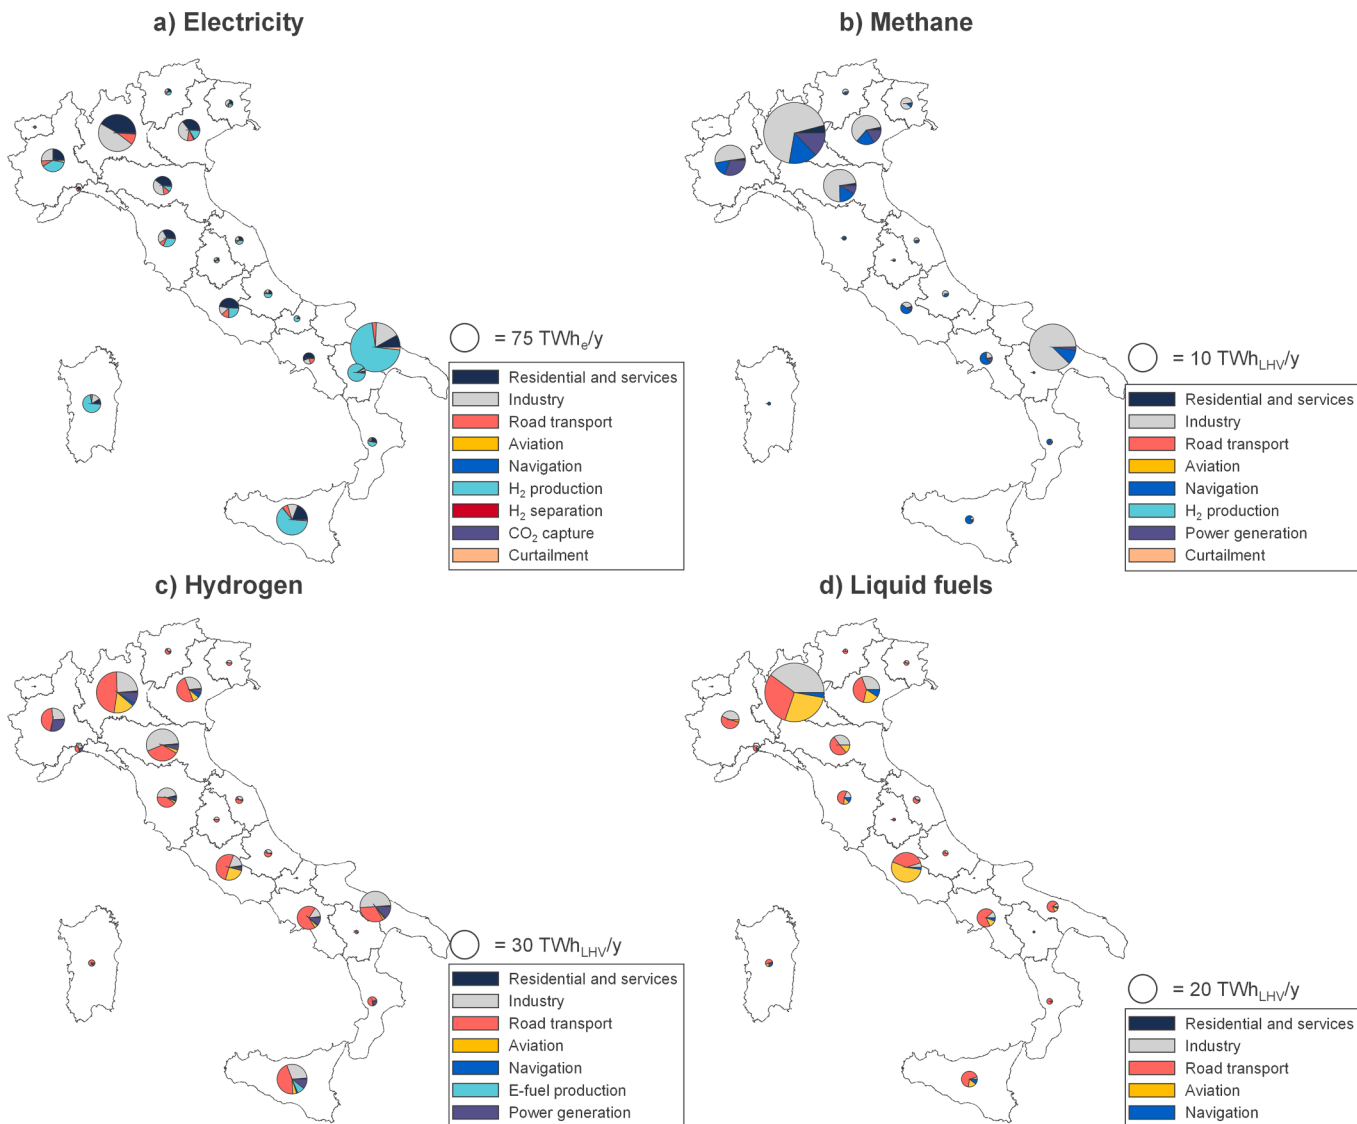 a) Electricity
b) Methane
= 75 TWhₑ/y
Residential and services
Industry
Road transport
Aviation
Navigation
H₂ production
H₂ separation
CO₂ capture
Curtailment
= 10 TWh_LHV/y
Residential and services
Industry
Road transport
Aviation
Navigation
H₂ production
Power generation
Curtailment
c) Hydrogen
d) Liquid fuels
= 30 TWh_LHV/y
Residential and services
Industry
Road transport
Aviation
Navigation
E-fuel production
Power generation
= 20 TWh_LHV/y
Residential and services
Industry
Road transport
Aviation
Navigation